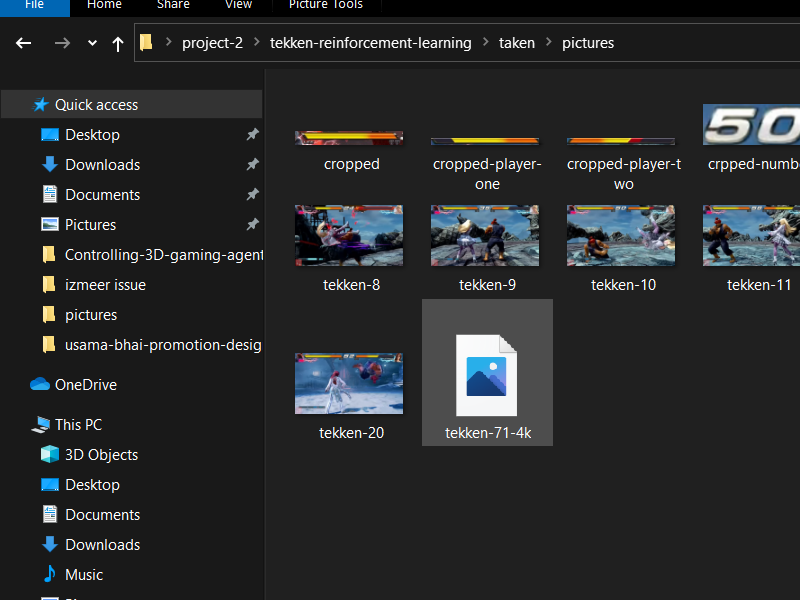 File Home Share View Picture Tools
project-2 tekken-reinforcement-learning taken pictures
Quick access
Desktop
Downloads
Documents
Pictures
Controlling-3D-gaming-agent
izmeer issue
pictures
usama-bhai-promotion-desig
OneDrive
This PC
3D Objects
Desktop
Documents
Downloads
Music
50
cropped
cropped-player-
one
cropped-player-t
wo
crpped-numbe
tekken-8
tekken-9
tekken-10
tekken-11
tekken-20
tekken-71-4k